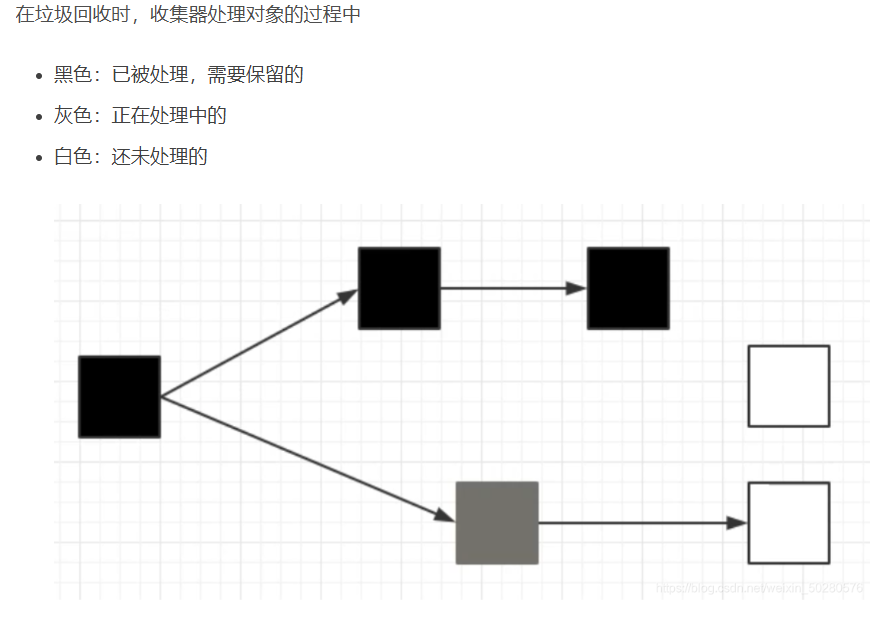 在垃圾回收时，收集器处理对象的过程中
黑色：已被处理，需要保留的
灰色：正在处理中的
白色：还未处理的
https://blog.csdn.net/weixin_50280576